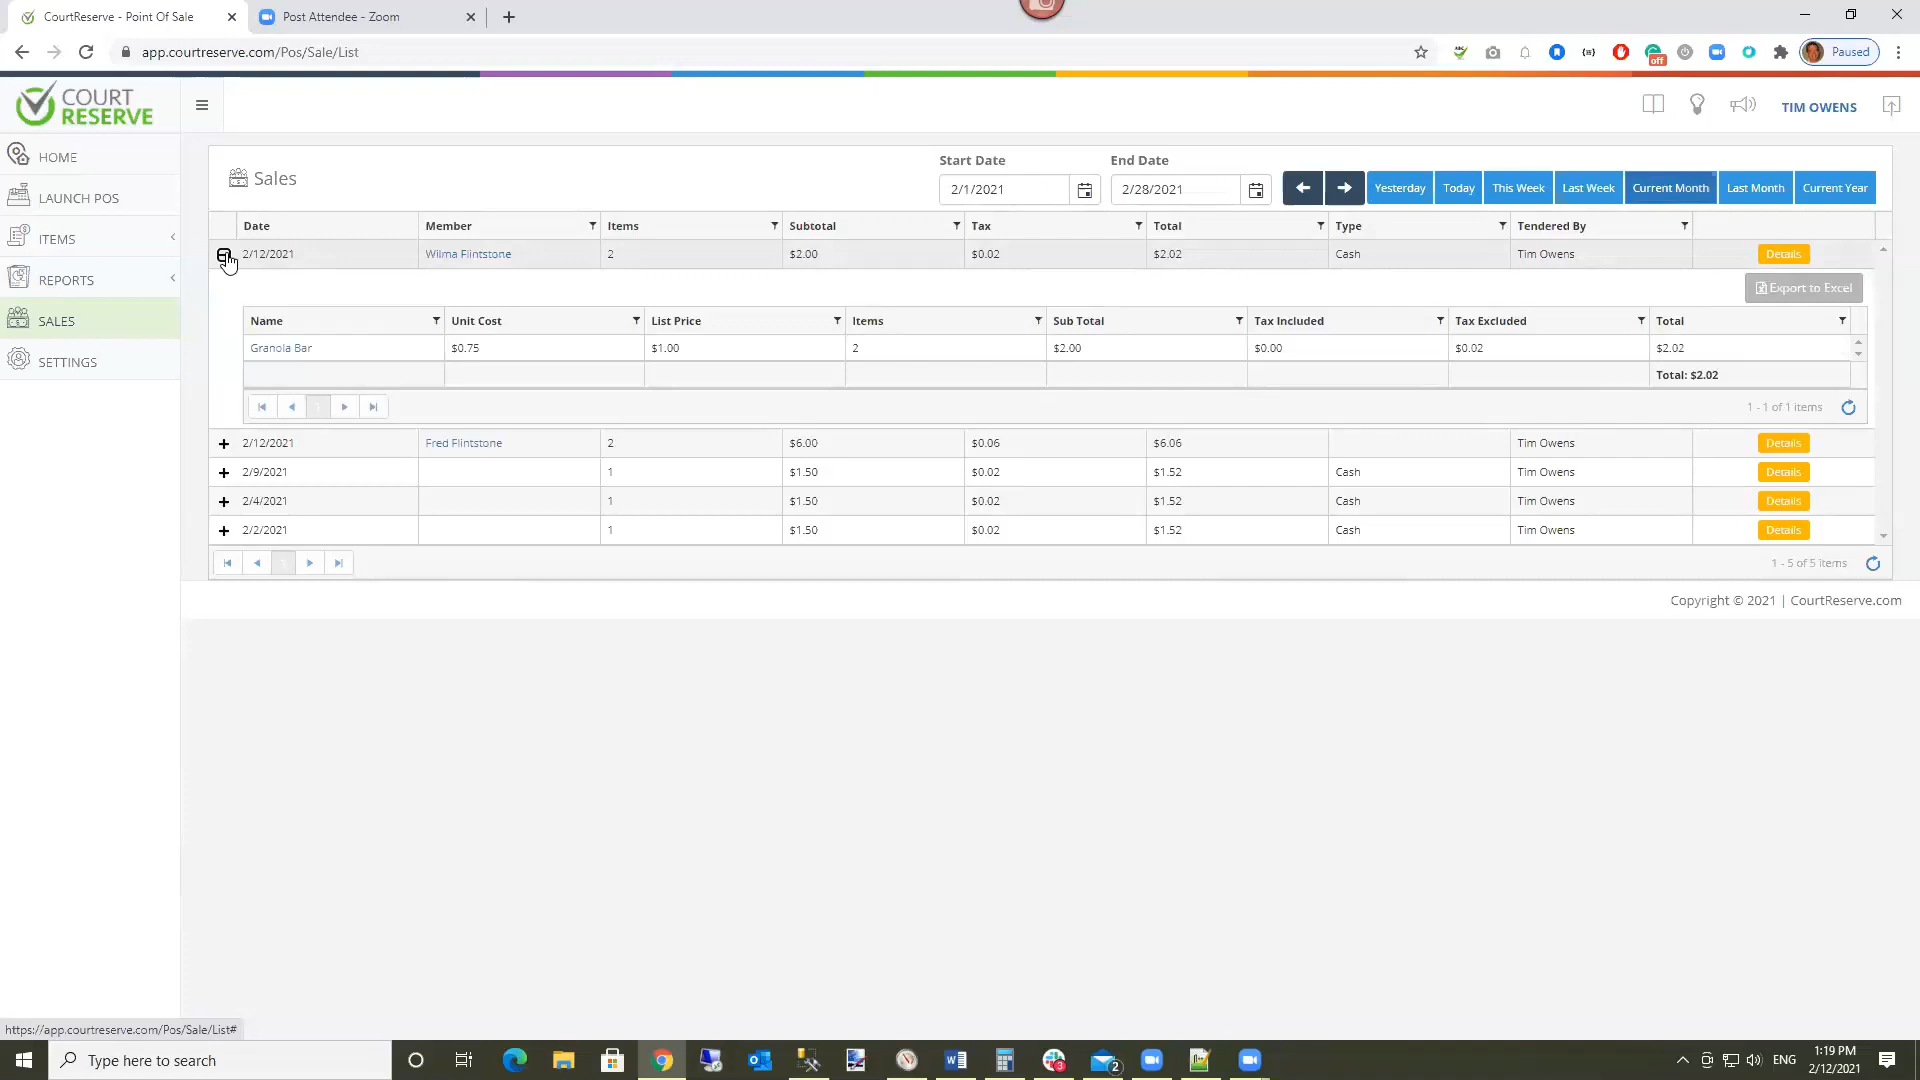 CourtReserve - Point Of Sale
Post Attendee - Zoom
app.courtreserve.com/Pos/Sale/List
off
Paused
COURT
RESERVE
TIM OWENS
HOME
LAUNCH POS
ITEMS
REPORTS
SALES
SETTINGS
Sales
Start Date
End Date
2/1/2021
2/28/2021
Yesterday
Today
This Week
Last Week
Current Month
Last Month
Current Year
Date Member Items Subtotal Tax Total Type Tendered By
2/12/2021 Wilma Flintstone 2 $2.00 $0.02 $2.02 Cash Tim Owens Details
Export to Excel
Name Unit Cost List Price Items Sub Total Tax Included Tax Excluded Total
Granola Bar $0.75 $1.00 2 $2.00 $0.00 $0.02 $2.02
Total: $2.02
1 - 1 of 1 items
2/12/2021 Fred Flintstone 2 $6.00 $0.06 $6.06 Tim Owens Details
2/9/2021 1 $1.50 $0.02 $1.52 Cash Tim Owens Details
2/4/2021 1 $1.50 $0.02 $1.52 Cash Tim Owens Details
2/2/2021 1 $1.50 $0.02 $1.52 Cash Tim Owens Details
1 - 5 of 5 items
Copyright © 2021 | CourtReserve.com
https://app.courtreserve.com/Pos/Sale/List#
Type here to search
3
2
ENG
1:19 PM
2/12/2021